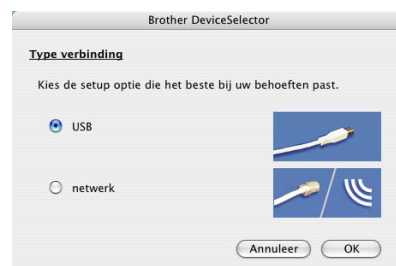 Brother DeviceSelector
Type verbinding
Kies de setup optie die het beste bij uw behoeften past.
USB
netwerk
Annuleer
OK